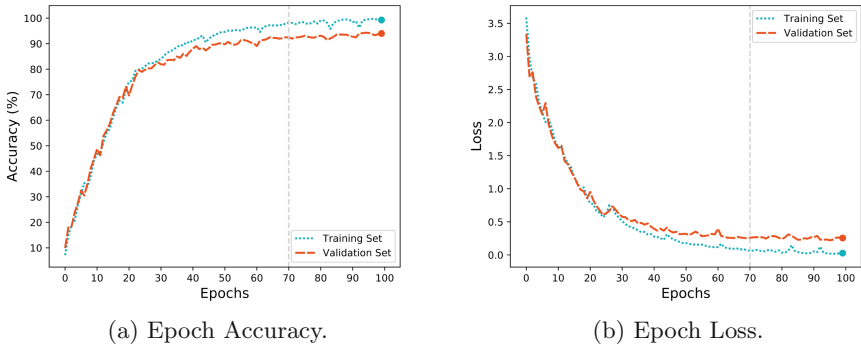 100
90
80
70
60
50
40
30
20
10
Accuracy (%)
0 10 20 30 40 50 60 70 80 90 100
Epochs
Training Set
Validation Set
(a) Epoch Accuracy.
3.5
3.0
2.5
2.0
1.5
1.0
0.5
0.0
Loss
0 10 20 30 40 50 60 70 80 90 100
Epochs
Training Set
Validation Set
(b) Epoch Loss.